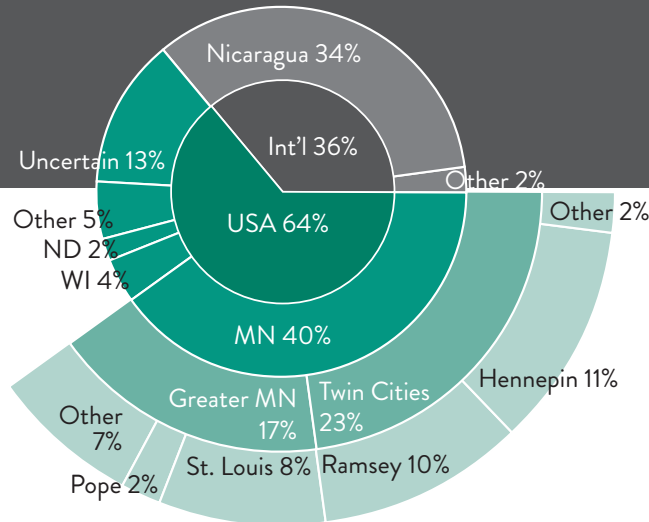 Nicaragua 34%
Int'l 36%
Uncertain 13%
Other 2%
Other 5%
USA 64%
Other 2%
ND 2%
WI 4%
MN 40%
Hennepin 11%
Greater MN
17%
Twin Cities
23%
Other
7%
St. Louis 8%
Ramsey 10%
Pope 2%